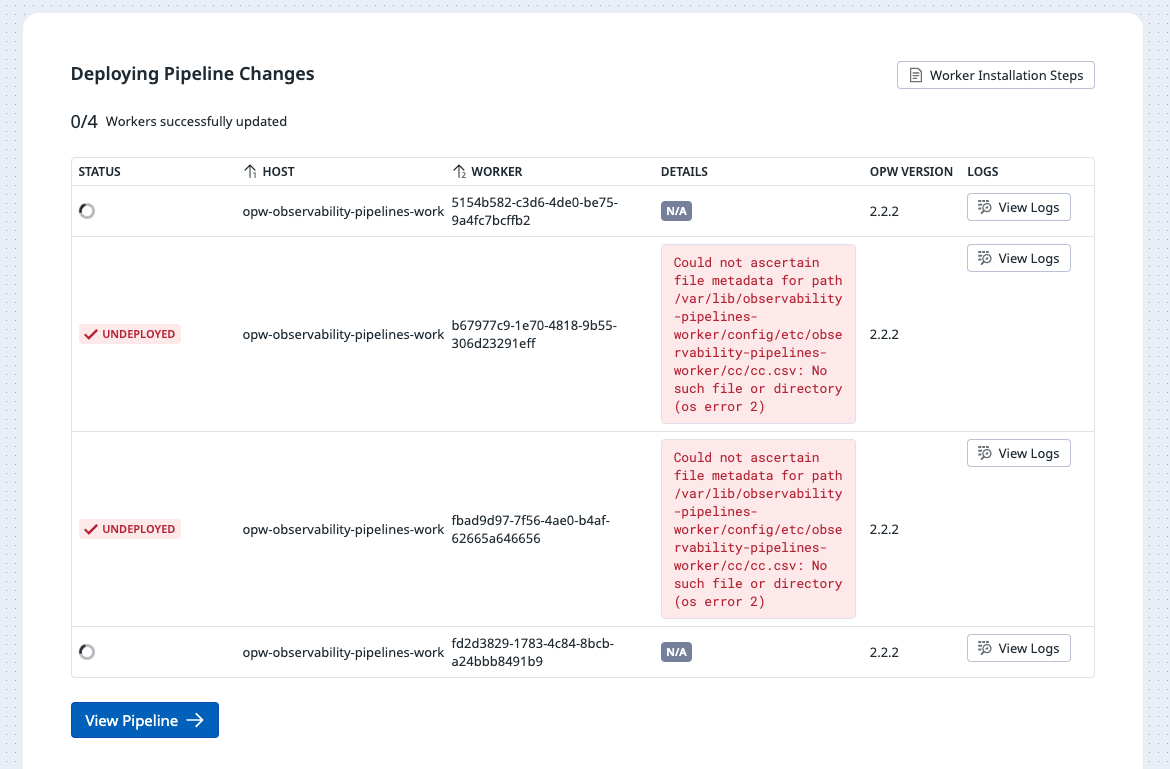 Deploying Pipeline Changes
Worker Installation Steps
0/4 Workers successfully updated
STATUS
1 HOST
2 WORKER
DETAILS
OPW VERSION
LOGS
opw-observability-pipelines-work
5154b582-c3d6-4de0-be75-
9a4fc7bcffb2
N/A
2.2.2
View Logs
UNDEPLOYED
opw-observability-pipelines-work
b67977c9-1e70-4818-9b55-
306d23291eff
Could not ascertain
file metadata for path
/var/lib/observability
-pipelines-
worker/config/etc/obse
rvability-pipelines-
worker/cc/cc.csv: No
such file or directory
(os error 2)
2.2.2
View Logs
UNDEPLOYED
opw-observability-pipelines-work
fbad9d97-7f56-4ae0-b4af-
62665a646656
Could not ascertain
file metadata for path
/var/lib/observability
-pipelines-
worker/config/etc/obse
rvability-pipelines-
worker/cc/cc.csv: No
such file or directory
(os error 2)
2.2.2
View Logs
opw-observability-pipelines-work
fd2d3829-1783-4c84-8bcb-
a24bbb8491b9
N/A
2.2.2
View Logs
View Pipeline